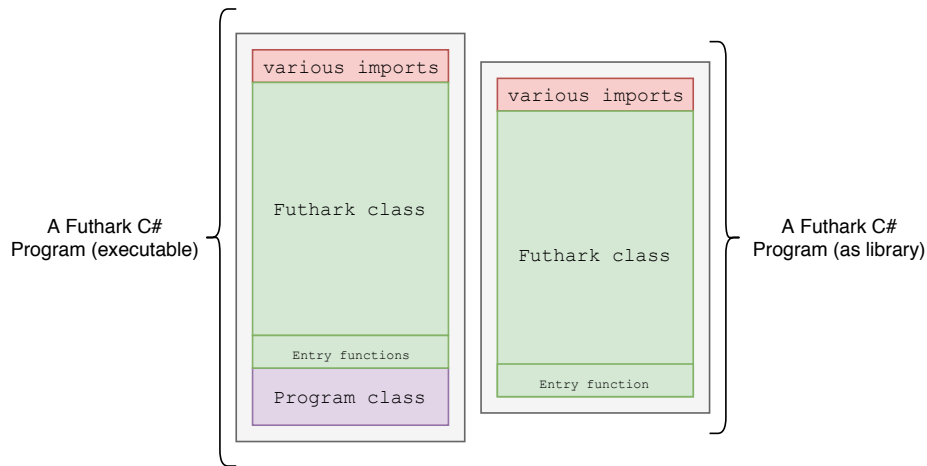 A Futhark C#
Program (executable)
various imports
Futhark class
Entry functions
Program class
various imports
Futhark class
Entry function
A Futhark C#
Program (as library)